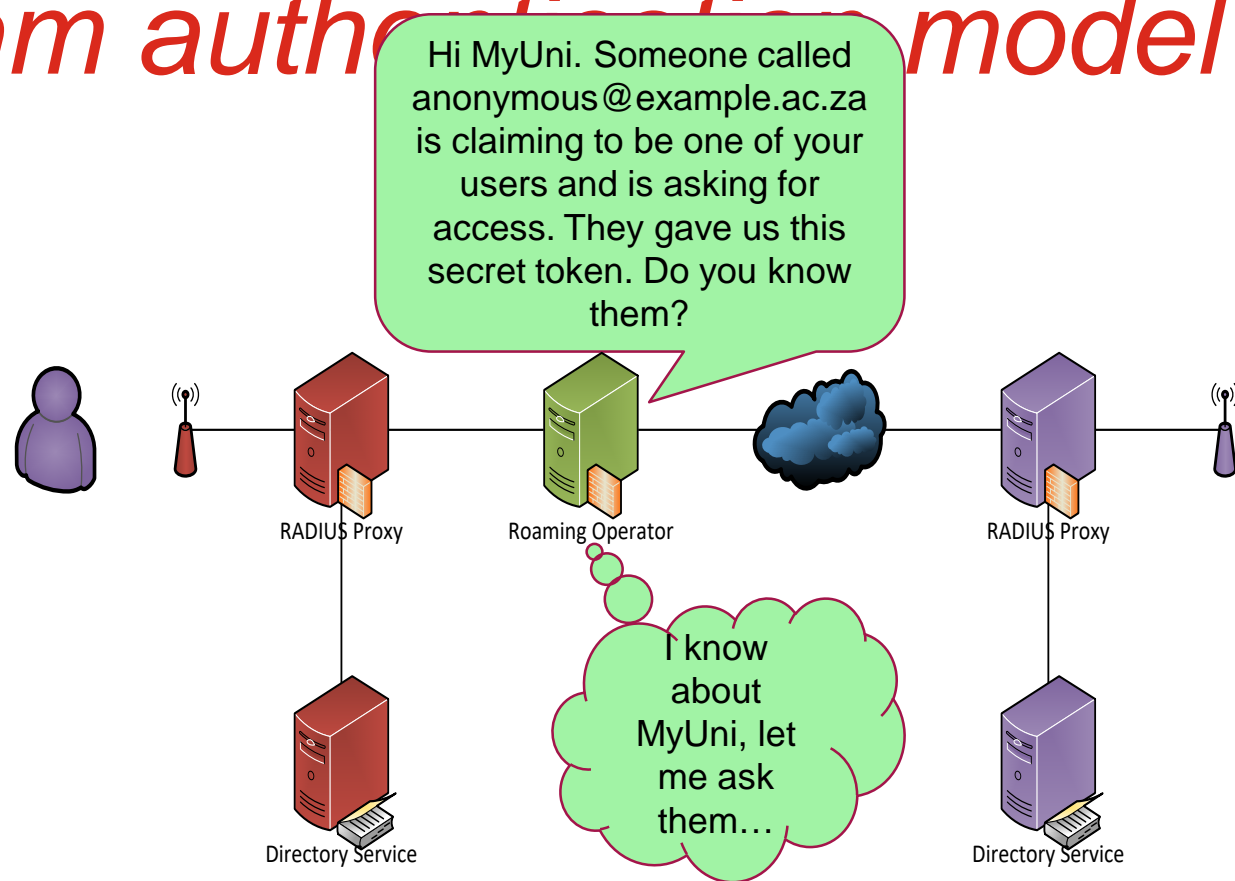 am auth model
Hi MyUni. Someone called
anonymous@example.ac.za
is claiming to be one of your
users and is asking for
access. They gave us this
secret token. Do you know
them?
RADIUS Proxy
Roaming Operator
RADIUS Proxy
I know
about
MyUni, let
me ask
them…
Directory Service
Directory Service